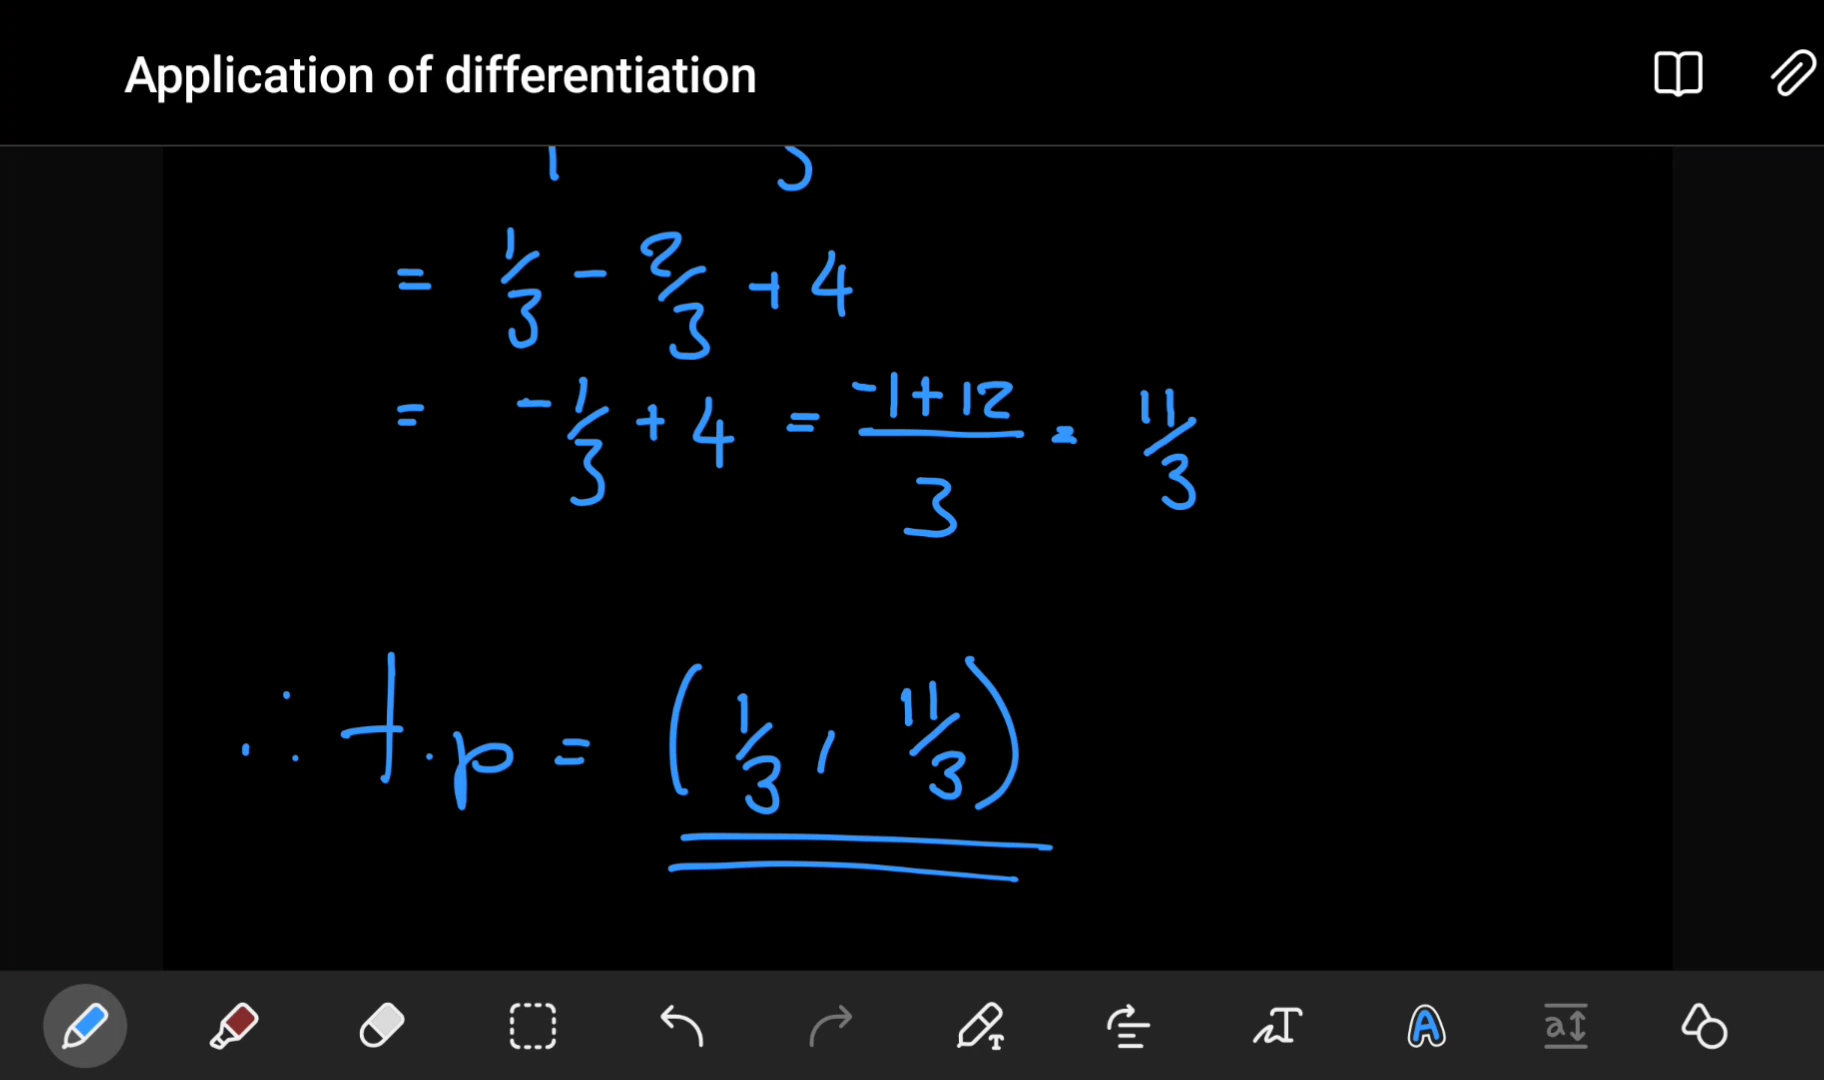 Application of differentiation
= 1/3 - 2/3 + 4
= -1/3 + 4 = (-1+12)/3 = 11/3
∴ t.p = (1/3, 11/3)
T
A
a